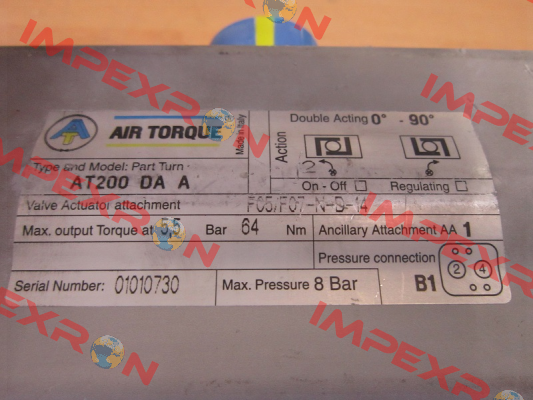 AIR TORQUE
Made in Italy
Type and Model: Part Turn
AT200 DA A
Action
Double Acting 0° - 90°
2
On - Off
Regulating
Valve Actuator attachment F05/F07-N-D-14
Max. output Torque at 5,5 Bar 64 Nm
Ancillary Attachment AA 1
Pressure connection
B1 2 4
Serial Number: 01010730
Max. Pressure 8 Bar
IMPEXRON
IMPEXRON
IMPEXRON
IMPEXRON
IMPEXRON